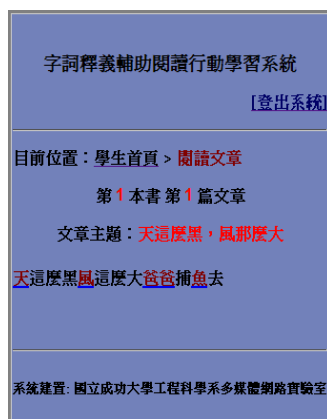 字詞釋義輔助閱讀行動學習系統
[登出系統]
目前位置：學生首頁 > 閱讀文章
第 1 本書 第 1 篇文章
文章主題：天這麼黑，風那麼大
天這麼黑風這麼大爸爸捕魚去
系統建置: 國立成功大學工程科學系多媒體網路實驗室